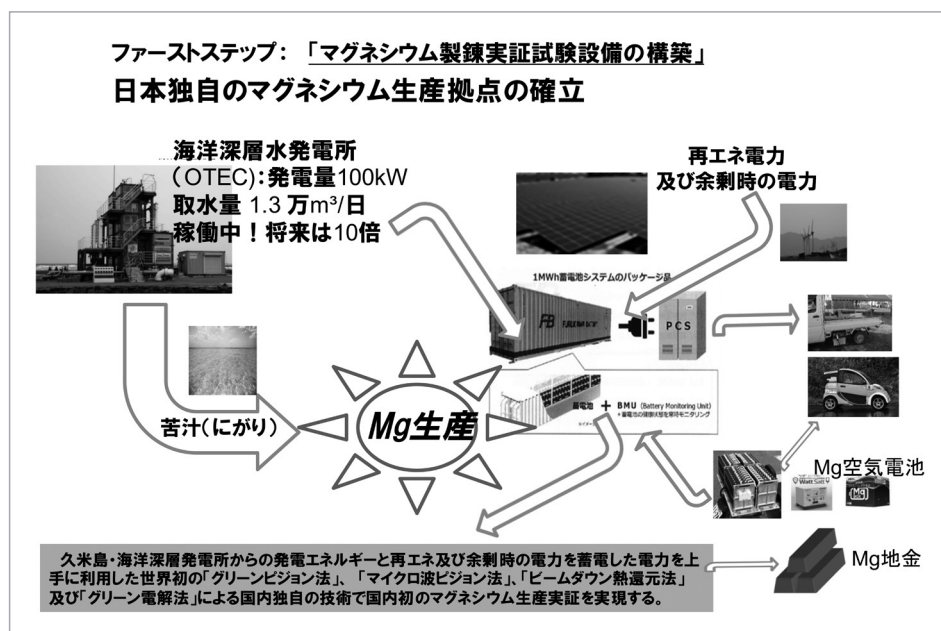 ファーストステップ： 「マグネシウム製錬実証試験設備の構築」
日本独自のマグネシウム生産拠点の確立
海洋深層水発電所
(OTEC)：発電量100kW
取水量 1.3 万m³/日
稼働中！将来は10倍
再エネ電力
及び余剰時の電力
1MWh蓄電池システムのパッケージ品
FB
PCS
蓄電池 + BMU (Battery Monitoring Unit)
苦汁(にがり)
Mg生産
Mg空気電池
Mg
Mg地金
久米島・海洋深層発電所からの発電エネルギーと再エネ及び余剰時の電力を蓄電した電力を上
手に利用した世界初の「グリーンピジョン法」、「マイクロ波ピジョン法」、「ビームダウン熱還元法」
及び「グリーン電解法」による国内独自の技術で国内初のマグネシウム生産実証を実現する。